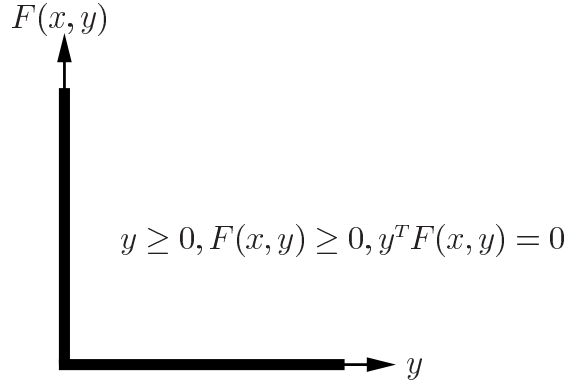 F(x, y)
y ≥ 0, F(x, y) ≥ 0, y^T F(x, y) = 0
y